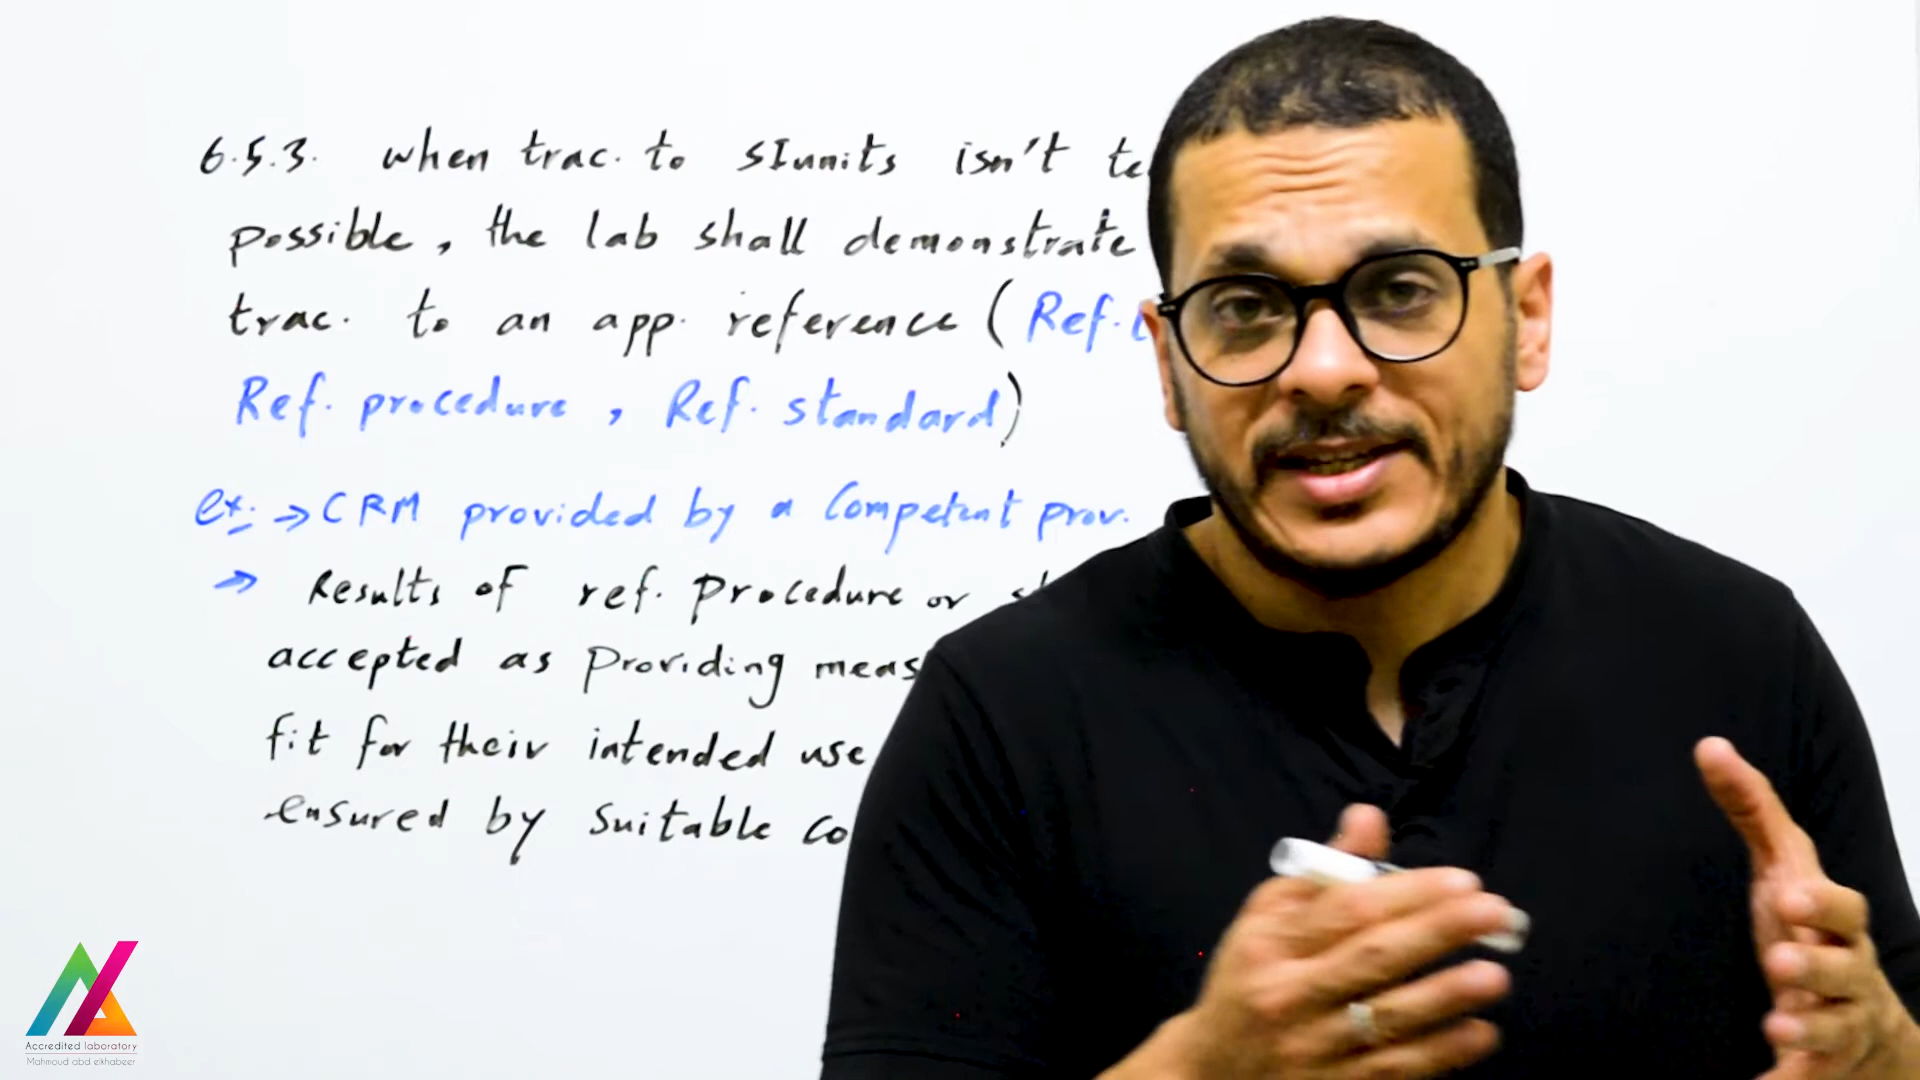 6.5.3. when trac. to SIunits isn't
possible, the lab shall demonstrate
trac. to an app. reference (Ref.
Ref. procedure, Ref. standard)
ex: → CRM provided by a Competent prov.
→ Results of ref. procedure or
accepted as providing
fit for their intended use
ensured by suitable
Accredited laboratory
Mahmoud abd elkhabeer